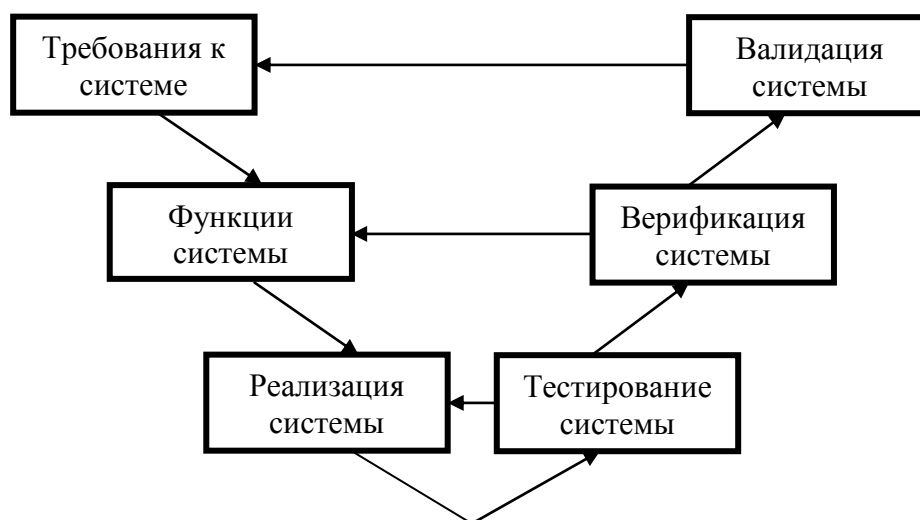 Требования к
системе
Валидация
системы
Функции
системы
Верификация
системы
Реализация
системы
Тестирование
системы